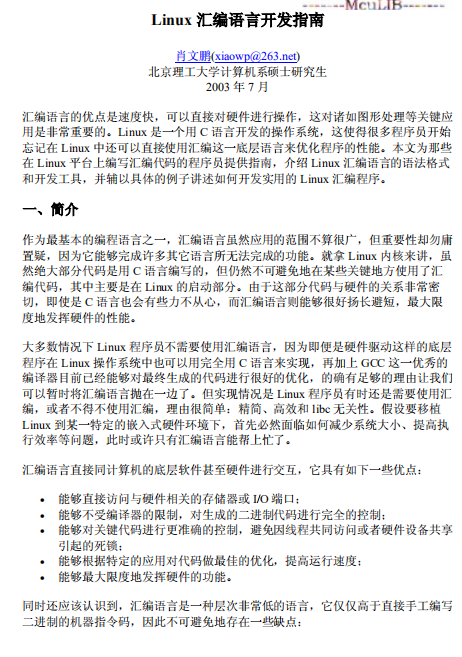 ------McuLIB------
Linux 汇编语言开发指南
肖文鹏(xiaowp@263.net)
北京理工大学计算机系硕士研究生
2003 年 7 月
汇编语言的优点是速度快，可以直接对硬件进行操作，这对诸如图形处理等关键应
用是非常重要的。Linux 是一个用 C 语言开发的操作系统，这使得很多程序员开始
忘记在 Linux 中还可以直接使用汇编这一底层语言来优化程序的性能。本文为那些
在 Linux 平台上编写汇编代码的程序员提供指南，介绍 Linux 汇编语言的语法格式
和开发工具，并辅以具体的例子讲述如何开发实用的 Linux 汇编程序。
一、简介
作为最基本的编程语言之一，汇编语言虽然应用的范围不算很广，但重要性却勿庸
置疑，因为它能够完成许多其它语言所无法完成的功能。就拿 Linux 内核来讲，虽
然绝大部分代码是用 C 语言编写的，但仍然不可避免地在某些关键地方使用了汇
编代码，其中主要是在 Linux 的启动部分。由于这部分代码与硬件的关系非常密
切，即使是 C 语言也会有些力不从心，而汇编语言则能够很好扬长避短，最大限
度地发挥硬件的性能。
大多数情况下 Linux 程序员不需要使用汇编语言，因为即便是硬件驱动这样的底层
程序在 Linux 操作系统中也可以用完全用 C 语言来实现，再加上 GCC 这一优秀的
编译器目前已经能够对最终生成的代码进行很好的优化，的确有足够的理由让我们
可以暂时将汇编语言抛在一边了。但实现情况是 Linux 程序员有时还是需要使用汇
编，或者不得不使用汇编，理由很简单：精简、高效和 libc 无关性。假设要移植
Linux 到某一特定的嵌入式硬件环境下，首先必然面临如何减少系统大小、提高执
行效率等问题，此时或许只有汇编语言能帮上忙了。
汇编语言直接同计算机的底层软件甚至硬件进行交互，它具有如下一些优点：
• 能够直接访问与硬件相关的存储器或 I/O 端口；
• 能够不受编译器的限制，对生成的二进制代码进行完全的控制；
• 能够对关键代码进行更准确的控制，避免因线程共同访问或者硬件设备共享
引起的死锁；
• 能够根据特定的应用对代码做最佳的优化，提高运行速度；
• 能够最大限度地发挥硬件的功能。
同时还应该认识到，汇编语言是一种层次非常低的语言，它仅仅高于直接手工编写
二进制的机器指令码，因此不可避免地存在一些缺点：